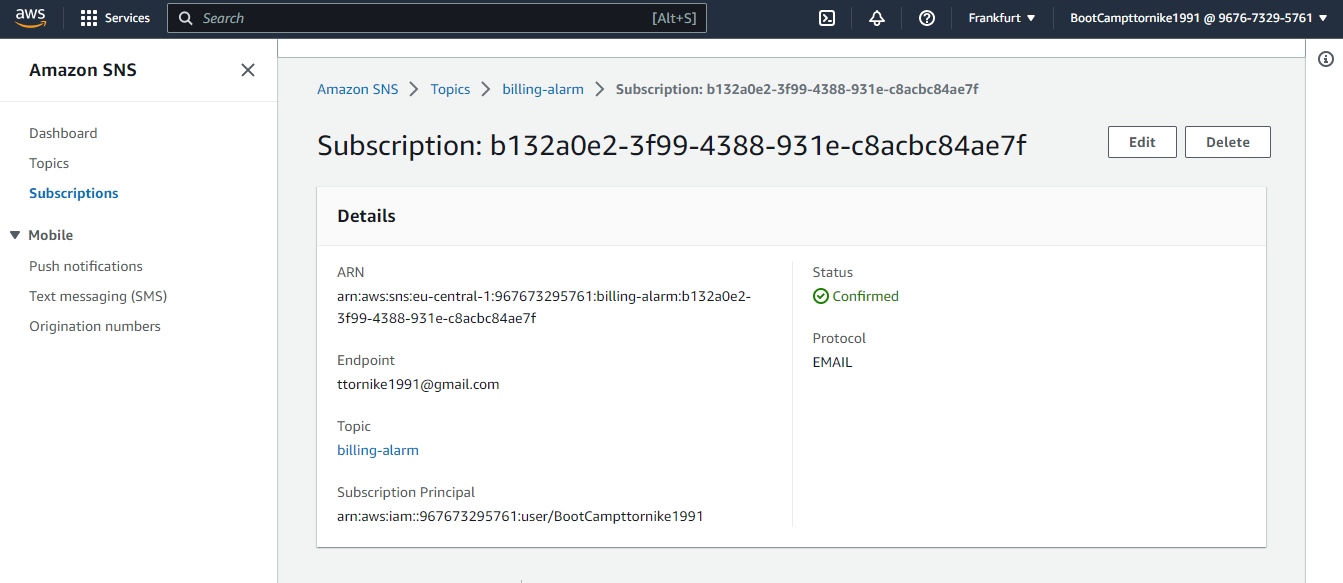 aws Services Search [Alt+S] Frankfurt BootCampttornike1991 @ 9676-7329-5761
Amazon SNS
Dashboard
Topics
Subscriptions
Mobile
Push notifications
Text messaging (SMS)
Origination numbers
Amazon SNS Topics billing-alarm Subscription: b132a0e2-3f99-4388-931e-c8acbc84ae7f
Subscription: b132a0e2-3f99-4388-931e-c8acbc84ae7f
Edit Delete
Details
ARN
arn:aws:sns:eu-central-1:967673295761:billing-alarm:b132a0e2-
3f99-4388-931e-c8acbc84ae7f
Endpoint
ttornike1991@gmail.com
Topic
billing-alarm
Subscription Principal
arn:aws:iam::967673295761:user/BootCampttornike1991
Status
Confirmed
Protocol
EMAIL